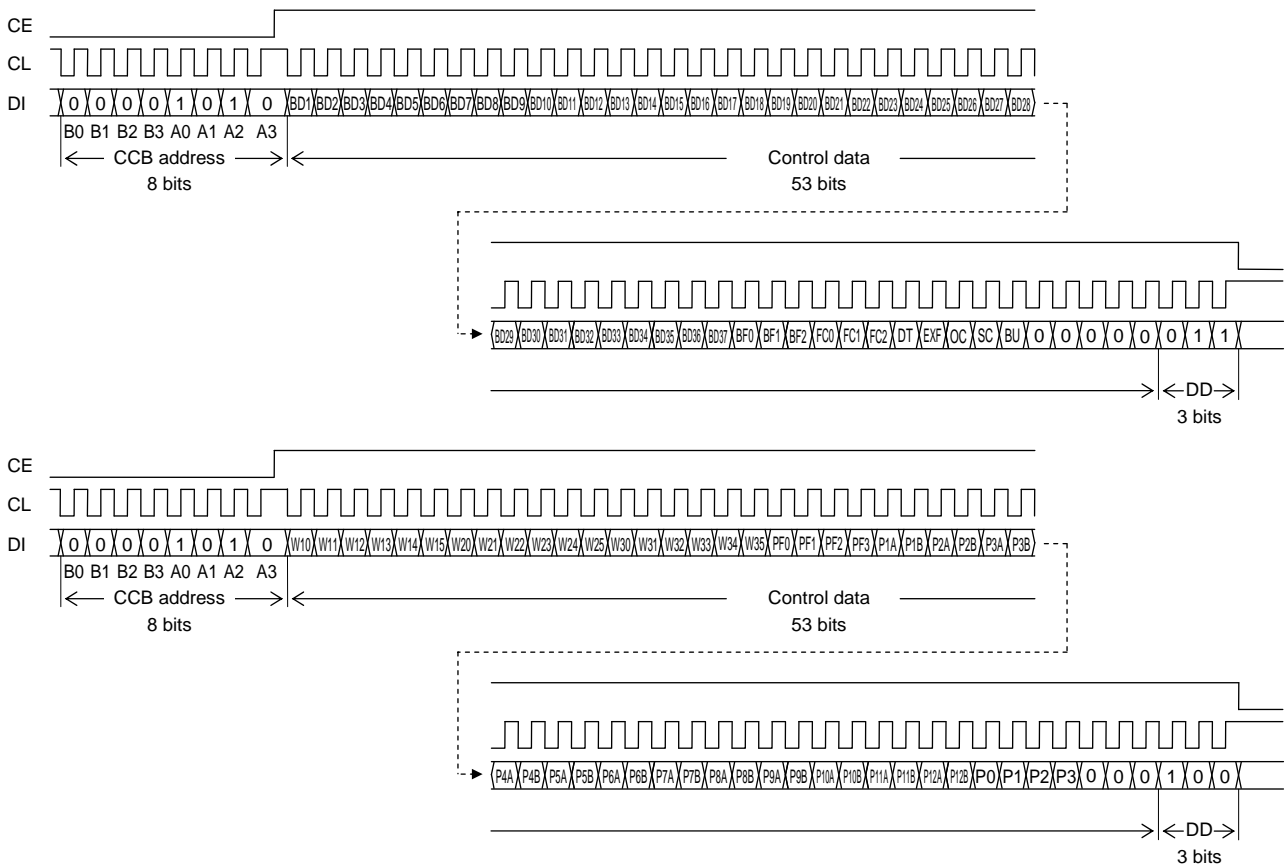 CE
CL
DI 0 0 0 0 1 0 1 0 BD1 BD2 BD3 BD4 BD5 BD6 BD7 BD8 BD9 BD10 BD11 BD12 BD13 BD14 BD15 BD16 BD17 BD18 BD19 BD20 BD21 BD22 BD23 BD24 BD25 BD26 BD27 BD28
B0 B1 B2 B3 A0 A1 A2 A3
CCB address Control data
8 bits 53 bits
BD29 BD30 BD31 BD32 BD33 BD34 BD35 BD36 BD37 BF0 BF1 BF2 FC0 FC1 FC2 DT EXF OC SC BU 0 0 0 0 0 0 1 1
DD
3 bits
CE
CL
DI 0 0 0 0 1 0 1 0 W10 W11 W12 W13 W14 W15 W20 W21 W22 W23 W24 W25 W30 W31 W32 W33 W34 W35 PF0 PF1 PF2 PF3 P1A P1B P2A P2B P3A P3B
B0 B1 B2 B3 A0 A1 A2 A3
CCB address Control data
8 bits 53 bits
P4A P4B P5A P5B P6A P6B P7A P7B P8A P8B P9A P9B P10A P10B P11A P11B P12A P12B P0 P1 P2 P3 0 0 0 1 0 0
DD
3 bits